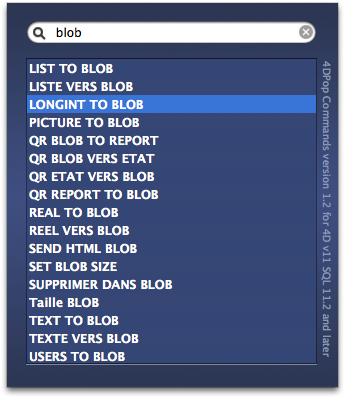 blob
LIST TO BLOB
LISTE VERS BLOB
LONGINT TO BLOB
PICTURE TO BLOB
QR BLOB TO REPORT
QR BLOB VERS ETAT
QR ETAT VERS BLOB
QR REPORT TO BLOB
REAL TO BLOB
REEL VERS BLOB
SEND HTML BLOB
SET BLOB SIZE
SUPPRIMER DANS BLOB
Taille BLOB
TEXT TO BLOB
TEXTE VERS BLOB
USERS TO BLOB
4DPop Commands version 1.2 for 4D v11 SQL 11.2 and later